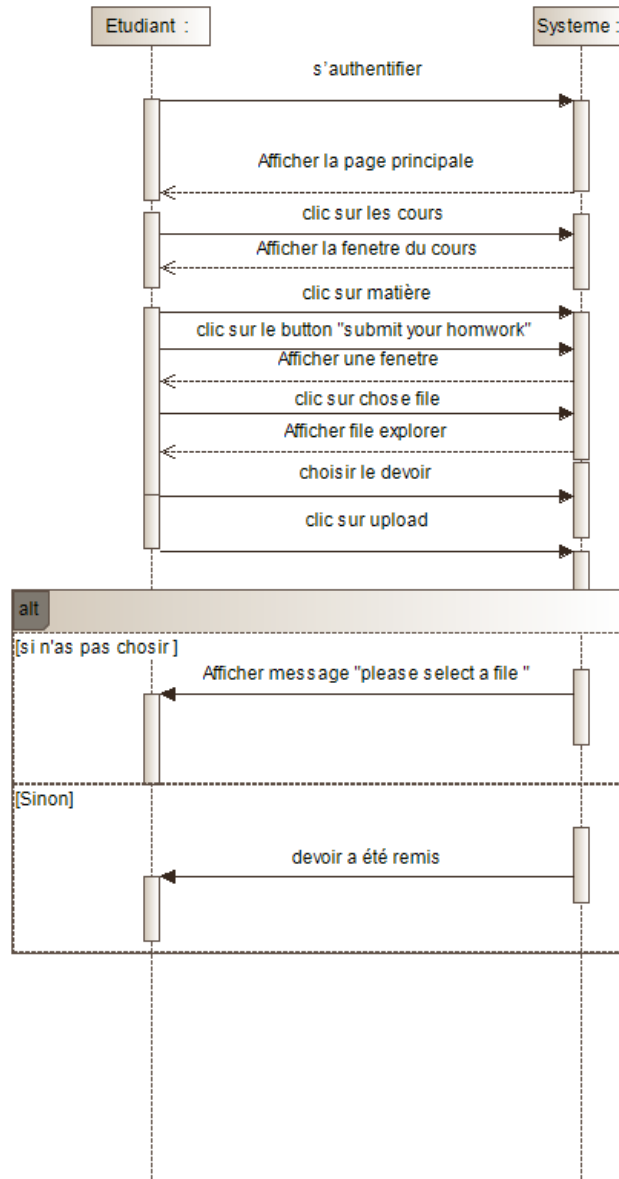 Etudiant :
Systeme :
s'authentifier
Afficher la page principale
clic sur les cours
Afficher la fenetre du cours
clic sur matière
clic sur le button "submit your homwork"
Afficher une fenetre
clic sur chose file
Afficher file explorer
choisir le devoir
clic sur upload
alt
[si n'as pas chosir ]
Afficher message "please select a file "
[Sinon]
devoir a été remis